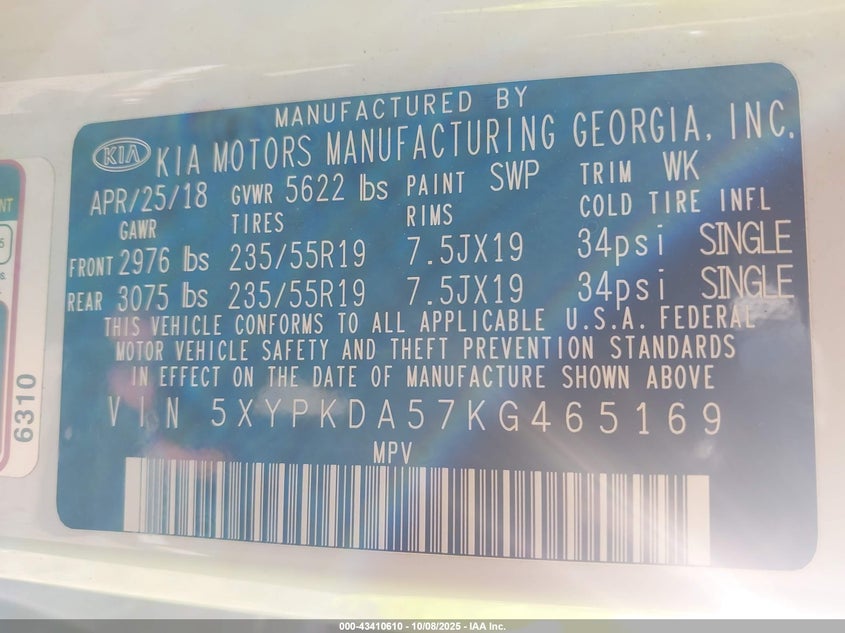 MANUFACTURED BY
KIA KIA MOTORS MANUFACTURING GEORGIA, INC.
APR/25/18 GVWR 5622 lbs PAINT SWP TRIM WK
GAWR TIRES RIMS COLD TIRE INFL
FRONT 2976 lbs 235/55R19 7.5JX19 34psi SINGLE
REAR 3075 lbs 235/55R19 7.5JX19 34psi SINGLE
THIS VEHICLE CONFORMS TO ALL APPLICABLE U.S.A. FEDERAL
MOTOR VEHICLE SAFETY AND THEFT PREVENTION STANDARDS
IN EFFECT ON THE DATE OF MANUFACTURE SHOWN ABOVE
VIN 5XYPKDA57KG465169
MPV
6310
000-43410610 - 10/08/2025 - IAA Inc.